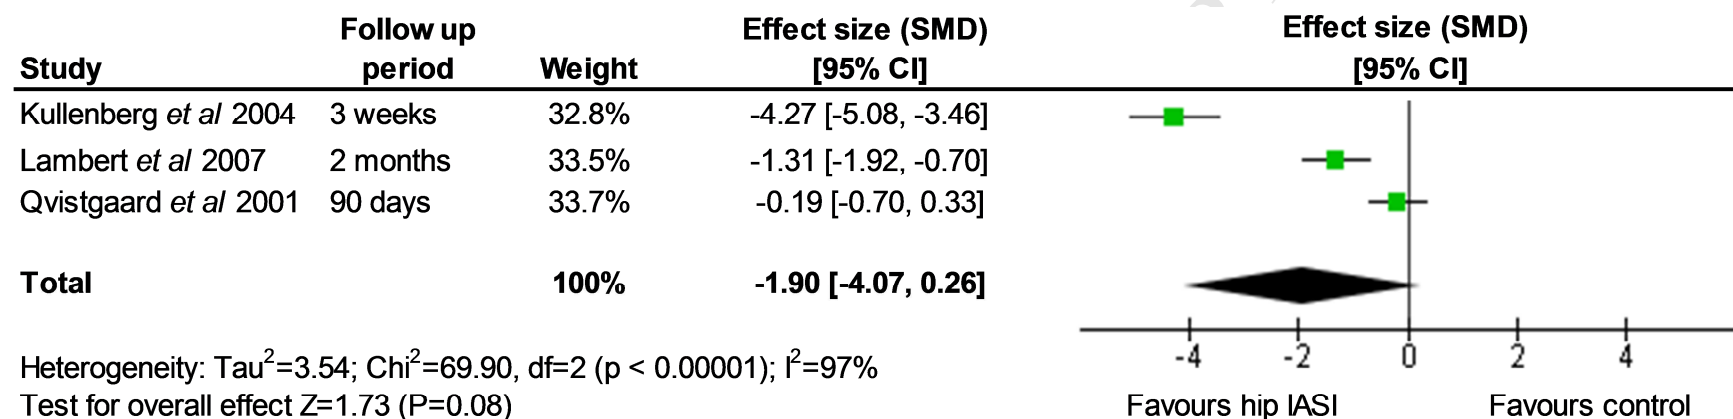 Follow up Effect size (SMD) Effect size (SMD)
Study period Weight [95% CI] [95% CI]
Kullenberg et al 2004 3 weeks 32.8% -4.27 [-5.08, -3.46]
Lambert et al 2007 2 months 33.5% -1.31 [-1.92, -0.70]
Qvistgaard et al 2001 90 days 33.7% -0.19 [-0.70, 0.33]
Total 100% -1.90 [-4.07, 0.26]
-4 -2 0 2 4
Heterogeneity: Tau²=3.54; Chi²=69.90, df=2 (p < 0.00001); I²=97%
Test for overall effect Z=1.73 (P=0.08) Favours hip IASI Favours control